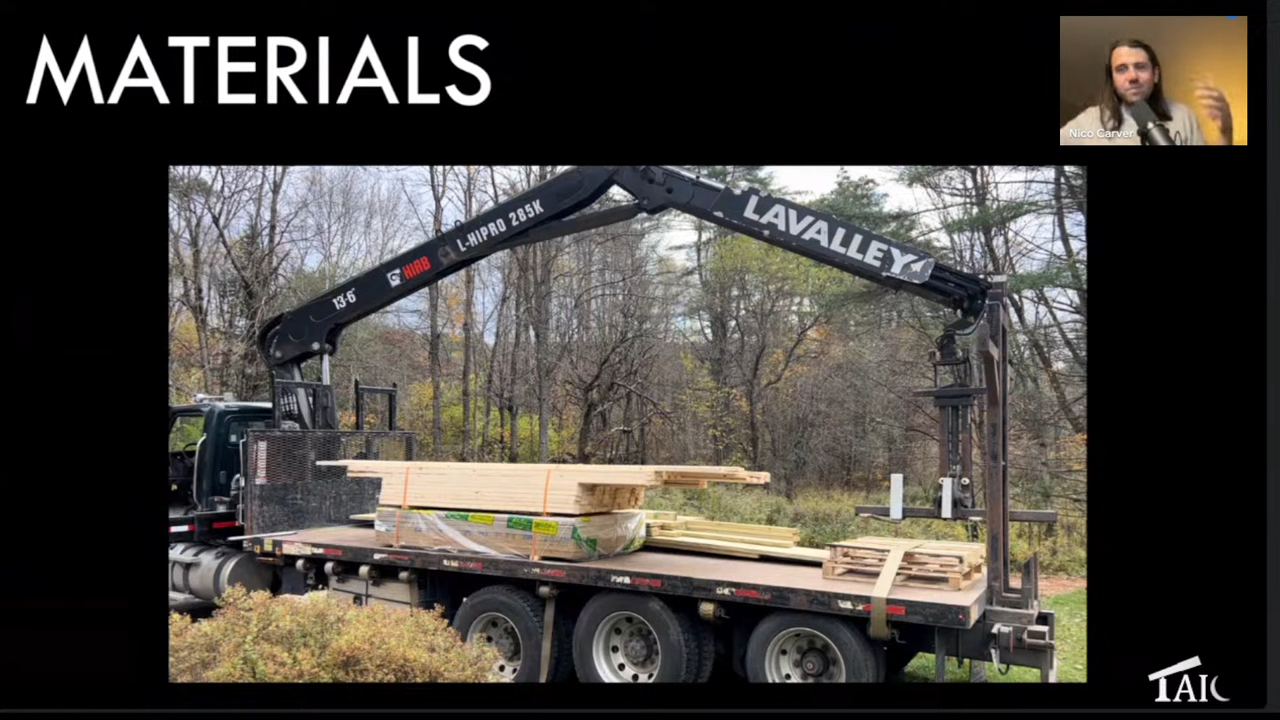 MATERIALS
Nico Carver
LAVALLEY
L-HIPRO 285K
HIAB
13'-6"
TAIC